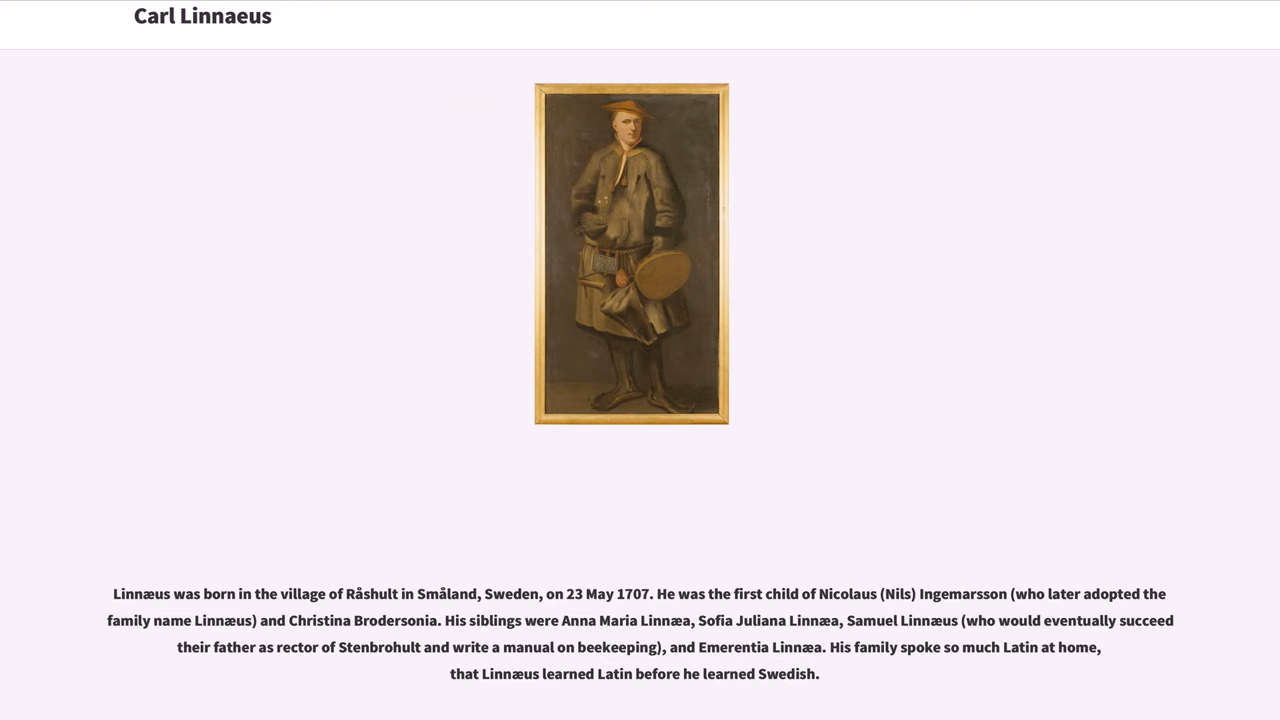 Carl Linnaeus
Linnæus was born in the village of Råshult in Småland, Sweden, on 23 May 1707. He was the first child of Nicolaus (Nils) Ingemarsson (who later adopted the
family name Linnæus) and Christina Brodersonia. His siblings were Anna Maria Linnæa, Sofia Juliana Linnæa, Samuel Linnæus (who would eventually succeed
their father as rector of Stenbrohult and write a manual on beekeeping), and Emerentia Linnæa. His family spoke so much Latin at home,
that Linnæus learned Latin before he learned Swedish.